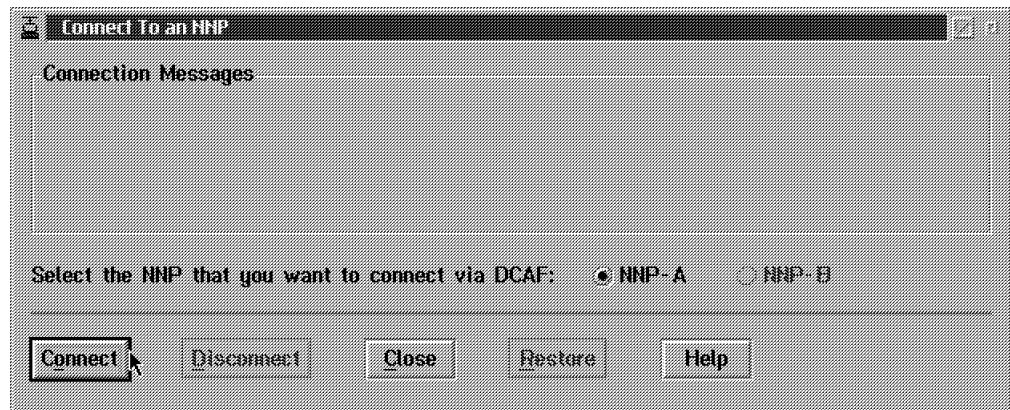 Connect To an NNP
Connection Messages
Select the NNP that you want to connect via DCAF: NNP-A NNP-B
Connect Disconnect Close Restore Help